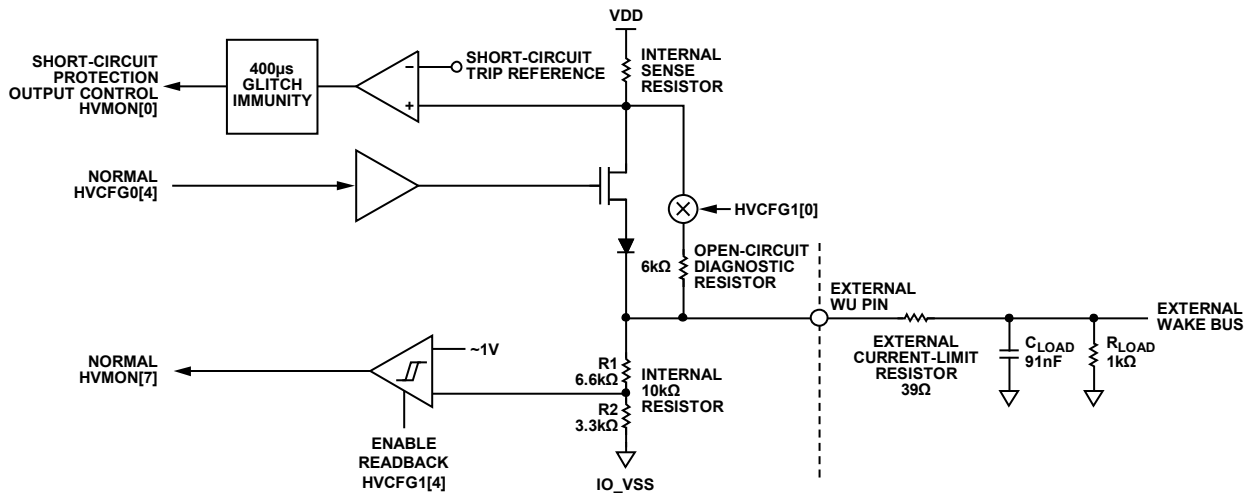 VDD
SHORT-CIRCUIT
PROTECTION
OUTPUT CONTROL
HVMON[0]
400µs
GLITCH
IMMUNITY
–
+
SHORT-CIRCUIT
TRIP REFERENCE
INTERNAL
SENSE
RESISTOR
NORMAL
HVCFG0[4]
HVCFG1[0]
6kΩ
OPEN-CIRCUIT
DIAGNOSTIC
RESISTOR
EXTERNAL
WU PIN
EXTERNAL
WAKE BUS
EXTERNAL
CURRENT-LIMIT
RESISTOR
39Ω
CLOAD
91nF
RLOAD
1kΩ
NORMAL
HVMON[7]
~1V
R1
6.6kΩ
R2
3.3kΩ
INTERNAL
10kΩ
RESISTOR
ENABLE
READBACK
HVCFG1[4]
IO_VSS